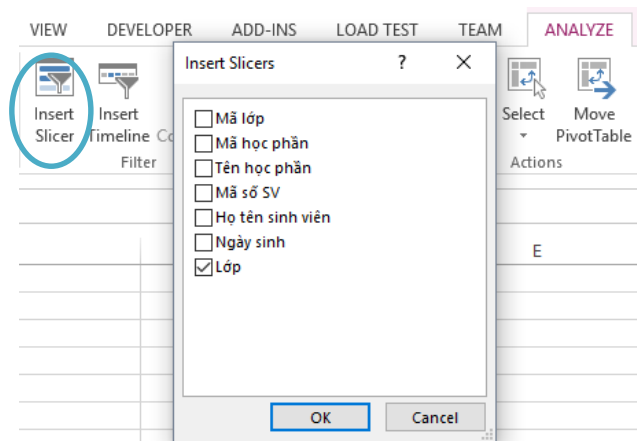 VIEW DEVELOPER ADD-INS LOAD TEST TEAM ANALYZE
Insert Slicers ? X
Insert Insert Select Move
Slicer Timeline PivotTable
Filter Actions
Mã lớp
Mã học phần
Tên học phần
Mã số SV
Họ tên sinh viên
Ngày sinh
Lớp
E
OK Cancel